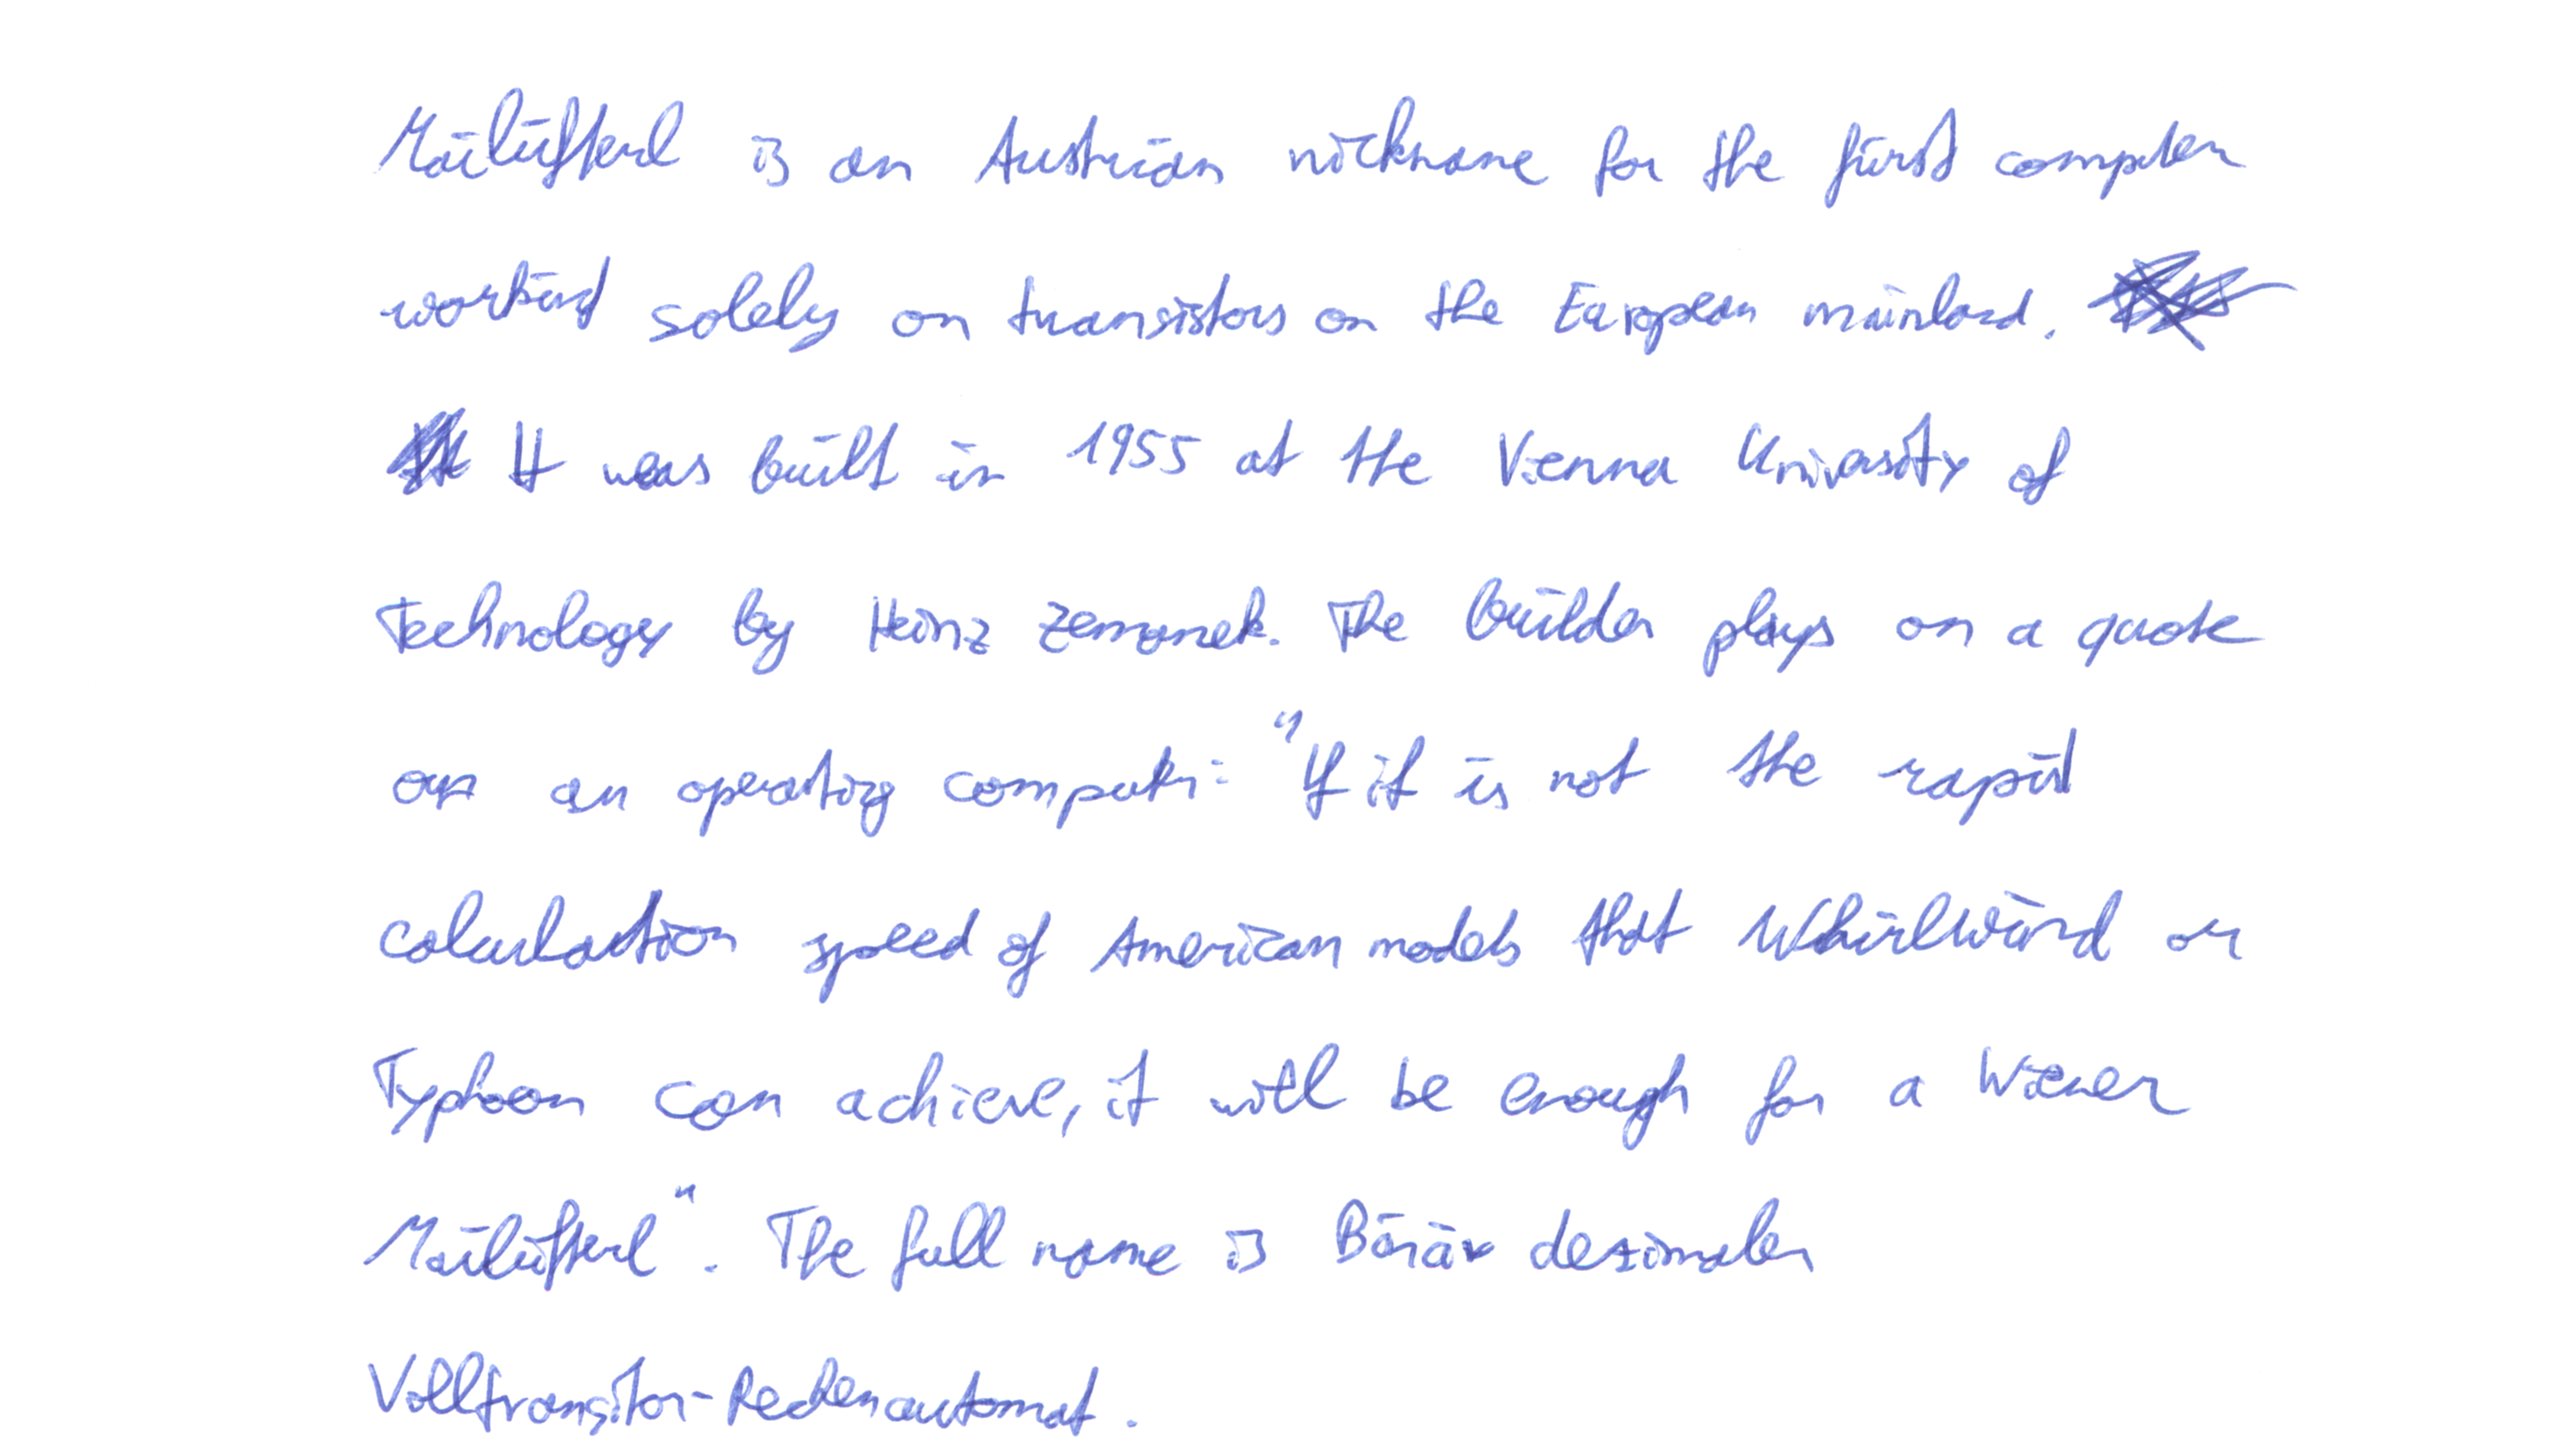 Mailüfterl is an Austrian nickname for the first computer
working solely on transistors on the European mainland.
It was built in 1955 at the Vienna University of
Technology by Heinz Zemanek. The builder plays on a quote
on an operating computer: "If it is not the rapid
calculation speed of American models that Whirlwind or
Typhoon can achieve, it will be enough for a Wiener
Mailüfterl". The full name is Binär dezimaler
Volltransitor-Rechenautomat.